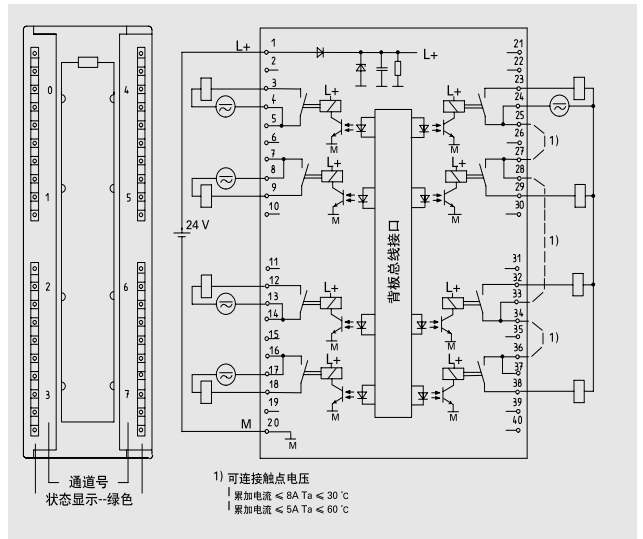 L+
1
2
3
4
5
6
7
8
9
10
11
12
13
14
15
16
17
18
19
20
21
22
23
24
25
26
27
28
29
30
31
32
33
34
35
36
37
38
39
40
L+
L+
L+
L+
L+
L+
L+
L+
L+
M
M
M
M
M
M
M
M
M
M
24 V
背板总线接口
1)
1)
1)
0
4
1
5
2
6
3
7
通道号
状态显示--绿色
1) 可连接触点电压
累加电流 ≤ 8A Ta ≤ 30 ℃
累加电流 ≤ 5A Ta ≤ 60 ℃